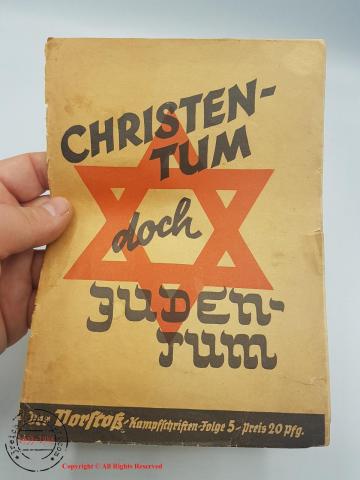 CHRISTEN-
TUM
doch
JUDEN-
TUM
Der Vorstoß-Kampfschriften-Folge 5-Preis 20 Pfg.
Copyright © All Rights Reserved